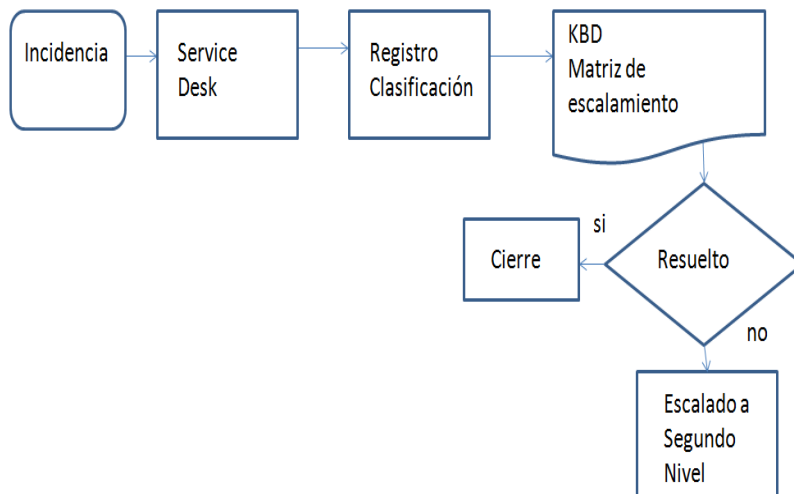 Incidencia
Service
Desk
Registro
Clasificación
KBD
Matriz de
escalamiento
si
Cierre
Resuelto
no
Escalado a
Segundo
Nivel